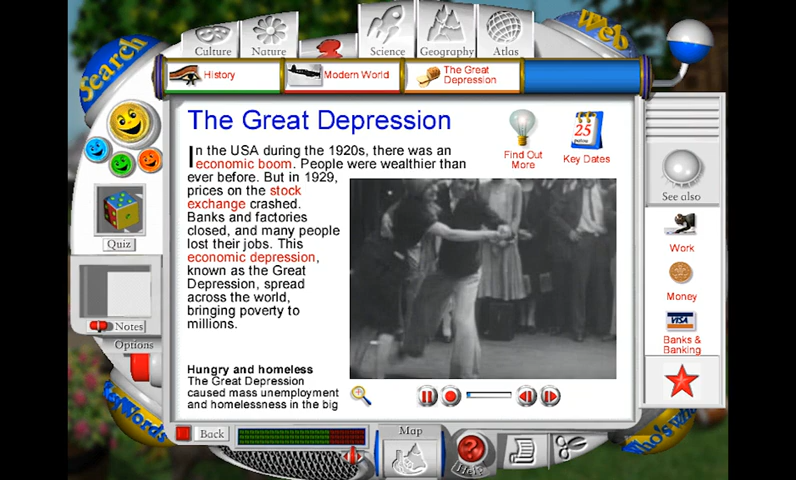 Search
Web
Culture
Nature
Science
Geography
Atlas
History
Modern World
The Great
Depression
The Great Depression
Find Out
More
25
Key Dates
In the USA during the 1920s, there was an
economic boom. People were wealthier than
ever before. But in 1929,
prices on the stock
exchange crashed.
Banks and factories
closed, and many people
lost their jobs. This
economic depression,
known as the Great
Depression, spread
across the world,
bringing poverty to
millions.
Hungry and homeless
The Great Depression
caused mass unemployment
and homelessness in the big
Quiz
Notes
Options
See also
Work
Money
VISA
Banks &
Banking
KeyWords
Who's who
Back
Map
Help